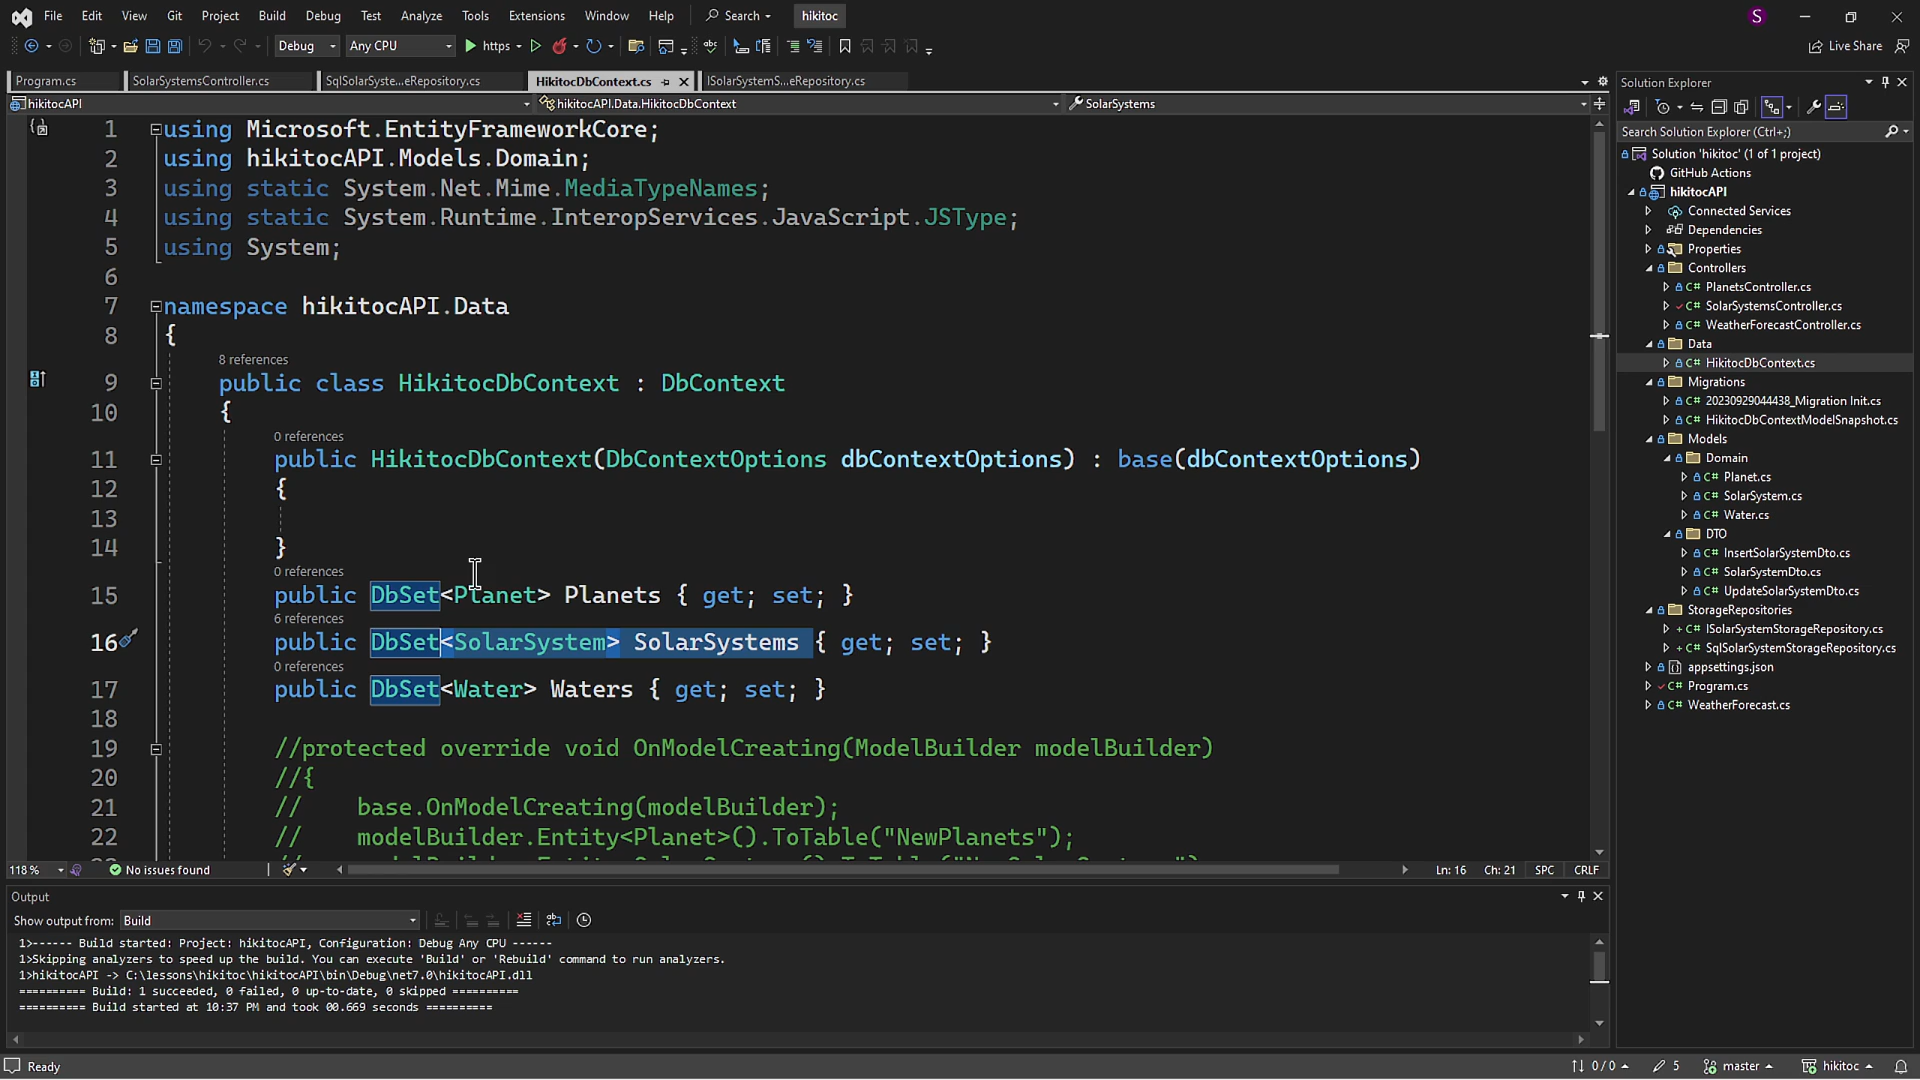 File Edit View Git Project Build Debug Test Analyze Tools Extensions Window Help Search hikitoc S
Debug Any CPU https Live Share
Program.cs SolarSystemsController.cs SqlSolarSyste...eRepository.cs HikitocDbContext.cs ISolarSystemS...eRepository.cs
hikitocAPI hikitocAPI.Data.HikitocDbContext SolarSystems
1 using Microsoft.EntityFrameworkCore;
2 using hikitocAPI.Models.Domain;
3 using static System.Net.Mime.MediaTypeNames;
4 using static System.Runtime.InteropServices.JavaScript.JSType;
5 using System;
6
7 namespace hikitocAPI.Data
8 {
8 references
9 public class HikitocDbContext : DbContext
10 {
0 references
11 public HikitocDbContext(DbContextOptions dbContextOptions) : base(dbContextOptions)
12 {
13
14 }
0 references
15 public DbSet<Planet> Planets { get; set; }
6 references
16 public DbSet<SolarSystem> SolarSystems { get; set; }
0 references
17 public DbSet<Water> Waters { get; set; }
18
19 //protected override void OnModelCreating(ModelBuilder modelBuilder)
20 //{
21 // base.OnModelCreating(modelBuilder);
22 // modelBuilder.Entity<Planet>().ToTable("NewPlanets");
118 % No issues found Ln: 16 Ch: 21 SPC CRLF
Output
Show output from: Build
1>------ Build started: Project: hikitocAPI, Configuration: Debug Any CPU ------
1>Skipping analyzers to speed up the build. You can execute 'Build' or 'Rebuild' command to run analyzers.
1>hikitocAPI -> C:\lessons\hikitoc\hikitocAPI\bin\Debug\net7.0\hikitocAPI.dll
========== Build: 1 succeeded, 0 failed, 0 up-to-date, 0 skipped ==========
========== Build started at 10:37 PM and took 00.669 seconds ==========
Solution Explorer
Search Solution Explorer (Ctrl+;)
Solution 'hikitoc' (1 of 1 project)
GitHub Actions
hikitocAPI
Connected Services
Dependencies
Properties
Controllers
C# PlanetsController.cs
C# SolarSystemsController.cs
C# WeatherForecastController.cs
Data
C# HikitocDbContext.cs
Migrations
C# 20230929044438_Migration Init.cs
C# HikitocDbContextModelSnapshot.cs
Models
Domain
C# Planet.cs
C# SolarSystem.cs
C# Water.cs
DTO
C# InsertSolarSystemDto.cs
C# SolarSystemDto.cs
C# UpdateSolarSystemDto.cs
StorageRepositories
+ C# ISolarSystemStorageRepository.cs
+ C# SqlSolarSystemStorageRepository.cs
appsettings.json
C# Program.cs
C# WeatherForecast.cs
Ready 0 / 0 5 master hikitoc